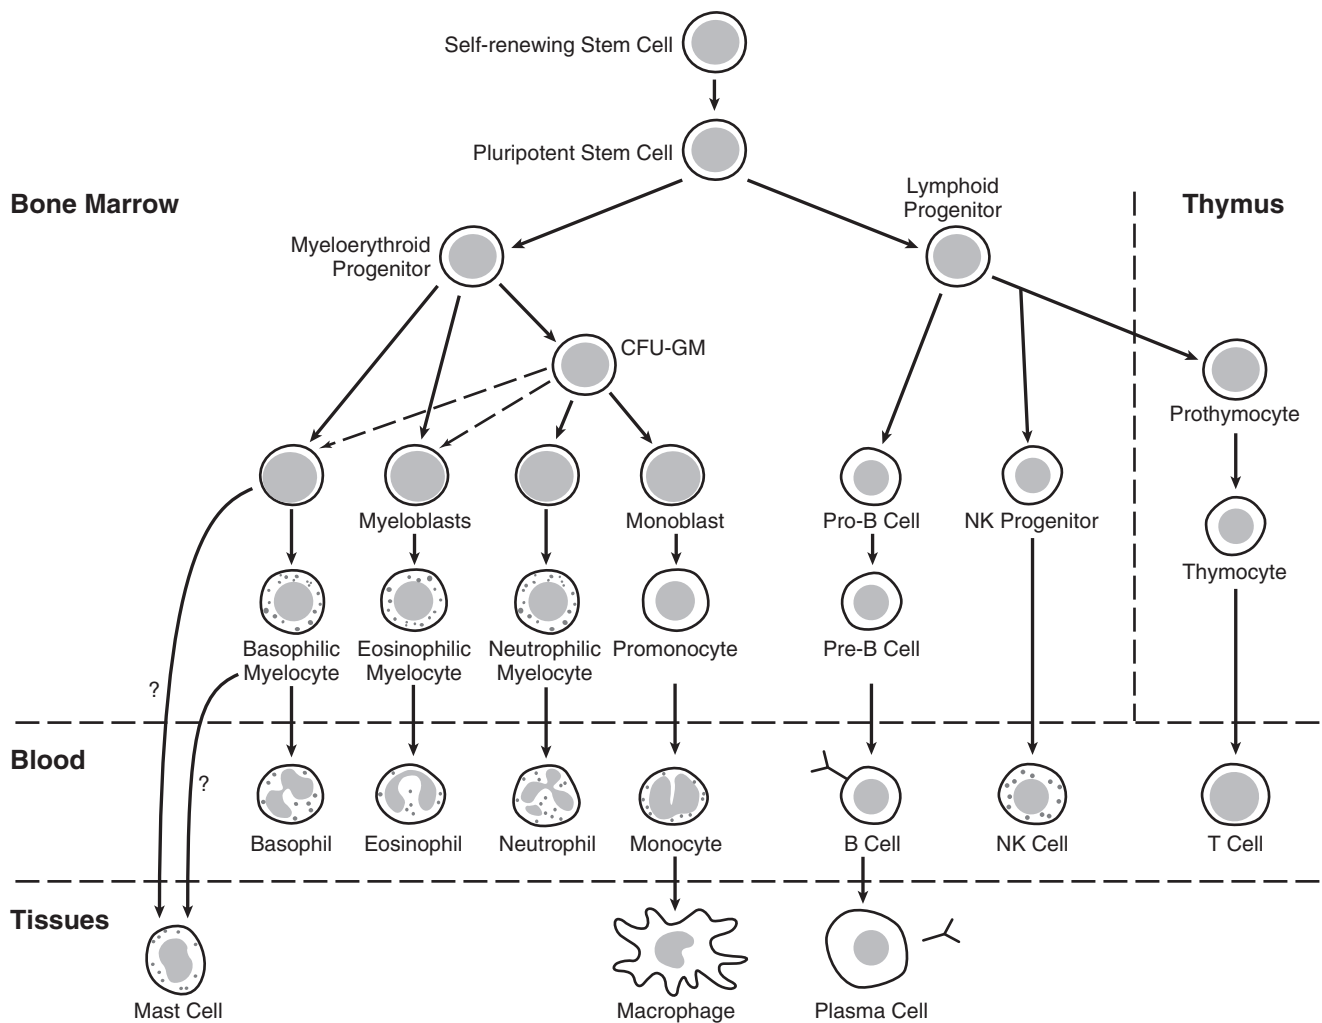 Self-renewing Stem Cell
Pluripotent Stem Cell
Lymphoid
Progenitor
Bone Marrow
Thymus
Myeloerythroid
Progenitor
CFU-GM
Prothymocyte
Myeloblasts
Monoblast
Pro-B Cell
NK Progenitor
Thymocyte
Basophilic
Myelocyte
Eosinophilic
Myelocyte
Neutrophilic
Myelocyte
Promonocyte
Pre-B Cell
?
Blood
?
Basophil
Eosinophil
Neutrophil
Monocyte
B Cell
NK Cell
T Cell
Tissues
Mast Cell
Macrophage
Plasma Cell